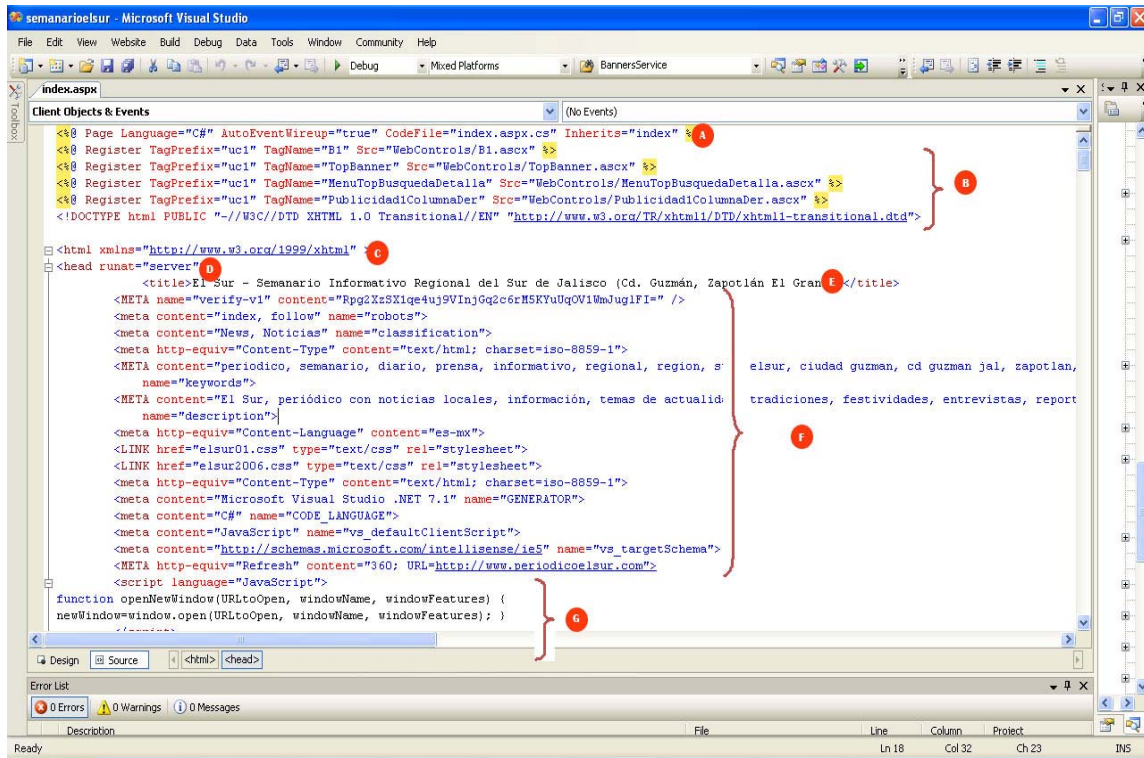 semanarioelsur - Microsoft Visual Studio
File Edit View Website Build Debug Data Tools Window Community Help
Debug Mixed Platforms BannersService
Toolbox
index.aspx
Client Objects & Events (No Events)
<%@ Page Language="C#" AutoEventWireup="true" CodeFile="index.aspx.cs" Inherits="index" % A
<%@ Register TagPrefix="uc1" TagName="B1" Src="WebControls/B1.ascx" %>
<%@ Register TagPrefix="uc1" TagName="TopBanner" Src="WebControls/TopBanner.ascx" %>
<%@ Register TagPrefix="uc1" TagName="MenuTopBusquedaDetalla" Src="WebControls/MenuTopBusquedaDetalla.ascx" %>
B
<%@ Register TagPrefix="uc1" TagName="Publicidad1ColumnaDer" Src="WebControls/Publicidad1ColumnaDer.ascx" %>
<!DOCTYPE html PUBLIC "-//W3C//DTD XHTML 1.0 Transitional//EN" "http://www.w3.org/TR/xhtml1/DTD/xhtml1-transitional.dtd">
<html xmlns="http://www.w3.org/1999/xhtml" > C
<head runat="server" D
<title>El Sur - Semanario Informativo Regional del Sur de Jalisco (Cd. Guzmán, Zapotlán El Gran E </title>
<META name="verify-v1" content="Rpg2XzSX1qe4uj9VInjGq2c6rM5KYuUqOV1WmJuglFI=" />
<meta content="index, follow" name="robots">
<meta content="News, Noticias" name="classification">
<meta http-equiv="Content-Type" content="text/html; charset=iso-8859-1">
<META content="periodico, semanario, diario, prensa, informativo, regional, region, s elsur, ciudad guzman, cd guzman jal, zapotlan,
name="keywords">
<META content="El Sur, periódico con noticias locales, información, temas de actualid tradiciones, festividades, entrevistas, report
name="description">
<meta http-equiv="Content-Language" content="es-mx">
F
<LINK href="elsur01.css" type="text/css" rel="stylesheet">
<LINK href="elsur2006.css" type="text/css" rel="stylesheet">
<meta http-equiv="Content-Type" content="text/html; charset=iso-8859-1">
<meta content="Microsoft Visual Studio .NET 7.1" name="GENERATOR">
<meta content="C#" name="CODE_LANGUAGE">
<meta content="JavaScript" name="vs_defaultClientScript">
<meta content="http://schemas.microsoft.com/intellisense/ie5" name="vs_targetSchema">
<META http-equiv="Refresh" content="360; URL=http://www.periodicoelsur.com">
<script language="JavaScript">
function openNewWindow(URLtoOpen, windowName, windowFeatures) {
newWindow=window.open(URLtoOpen, windowName, windowFeatures); }
G
Design Source <html> <head>
Error List
0 Errors 0 Warnings 0 Messages
Description File Line Column Project
Ready Ln 18 Col 32 Ch 23 INS